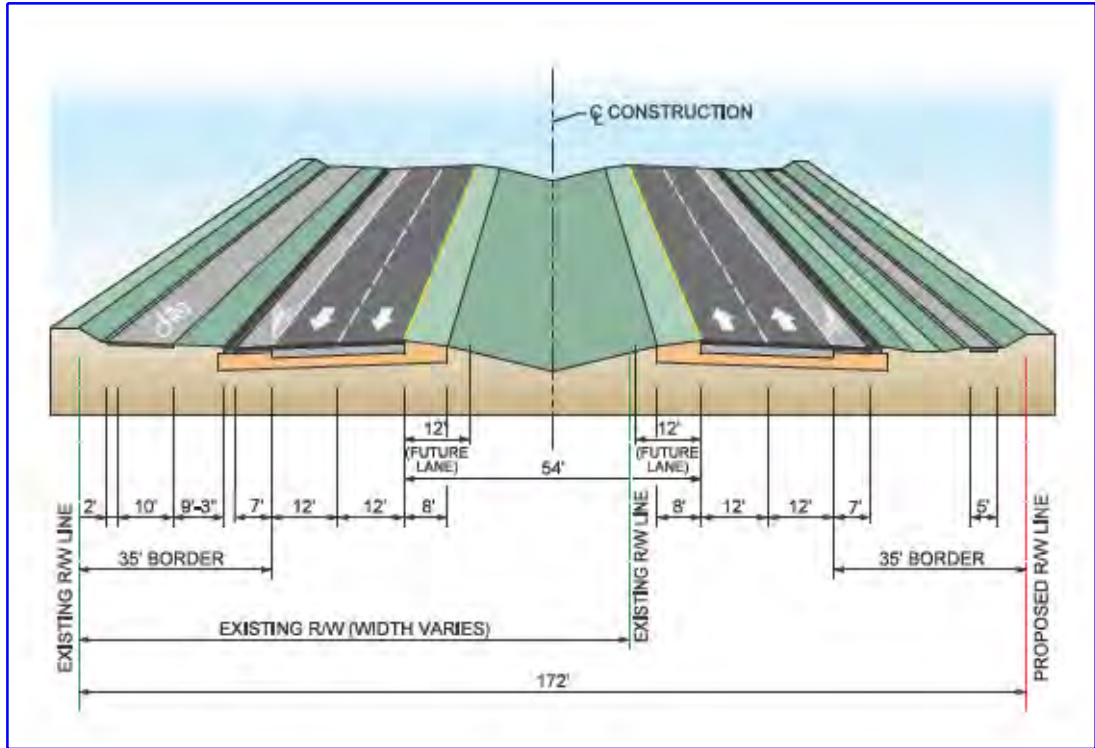 ℄ CONSTRUCTION
12'
(FUTURE
LANE)
12'
(FUTURE
LANE)
54'
2'
10'
9'-3"
7'
12'
12'
8'
8'
12'
12'
7'
5'
35' BORDER
35' BORDER
EXISTING R/W LINE
EXISTING R/W LINE
PROPOSED R/W LINE
EXISTING R/W (WIDTH VARIES)
172'